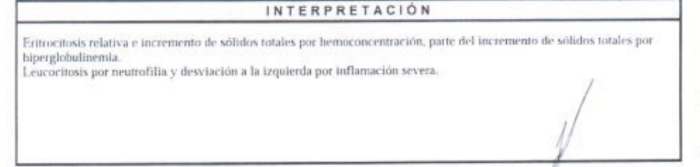 INTERPRETACIÓN
Eritrocitosis relativa e incremento de sólidos totales por hemoconcentración, parte del incremento de sólidos totales por
hiperglobulinemia.
Leucocitosis por neutrofilia y desviación a la izquierda por inflamación severa.